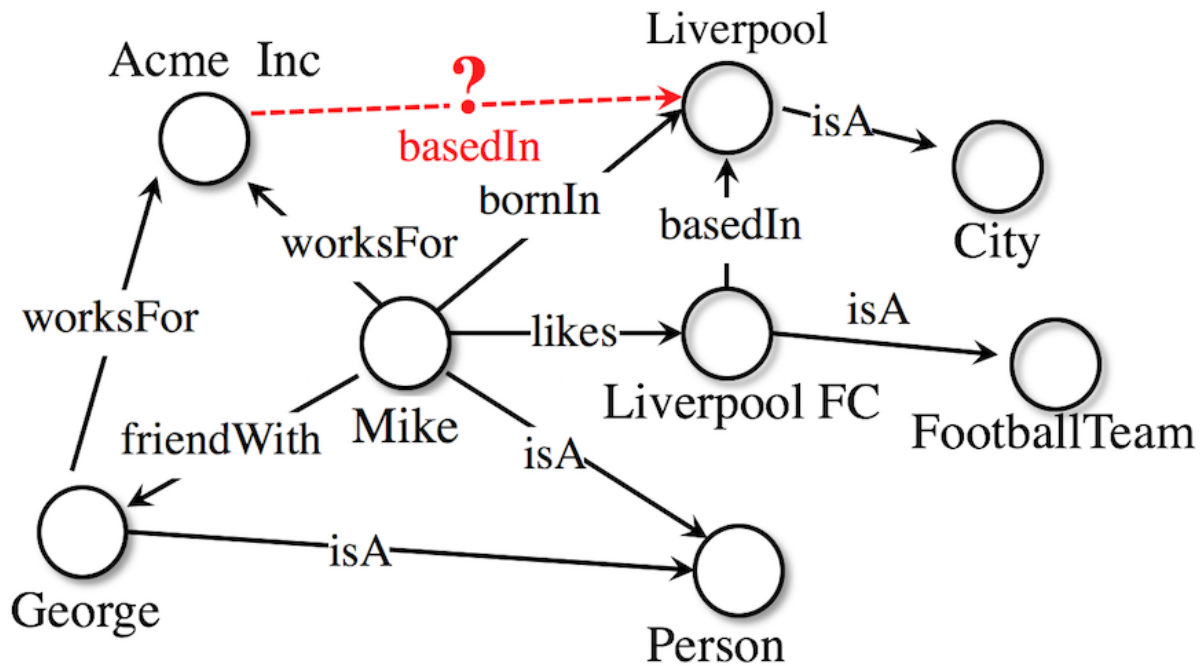 Liverpool
Acme Inc
?
isA
basedIn
bornIn
basedIn
worksFor
City
worksFor
likes
isA
Liverpool FC
Mike
friendWith
FootballTeam
isA
isA
George
Person